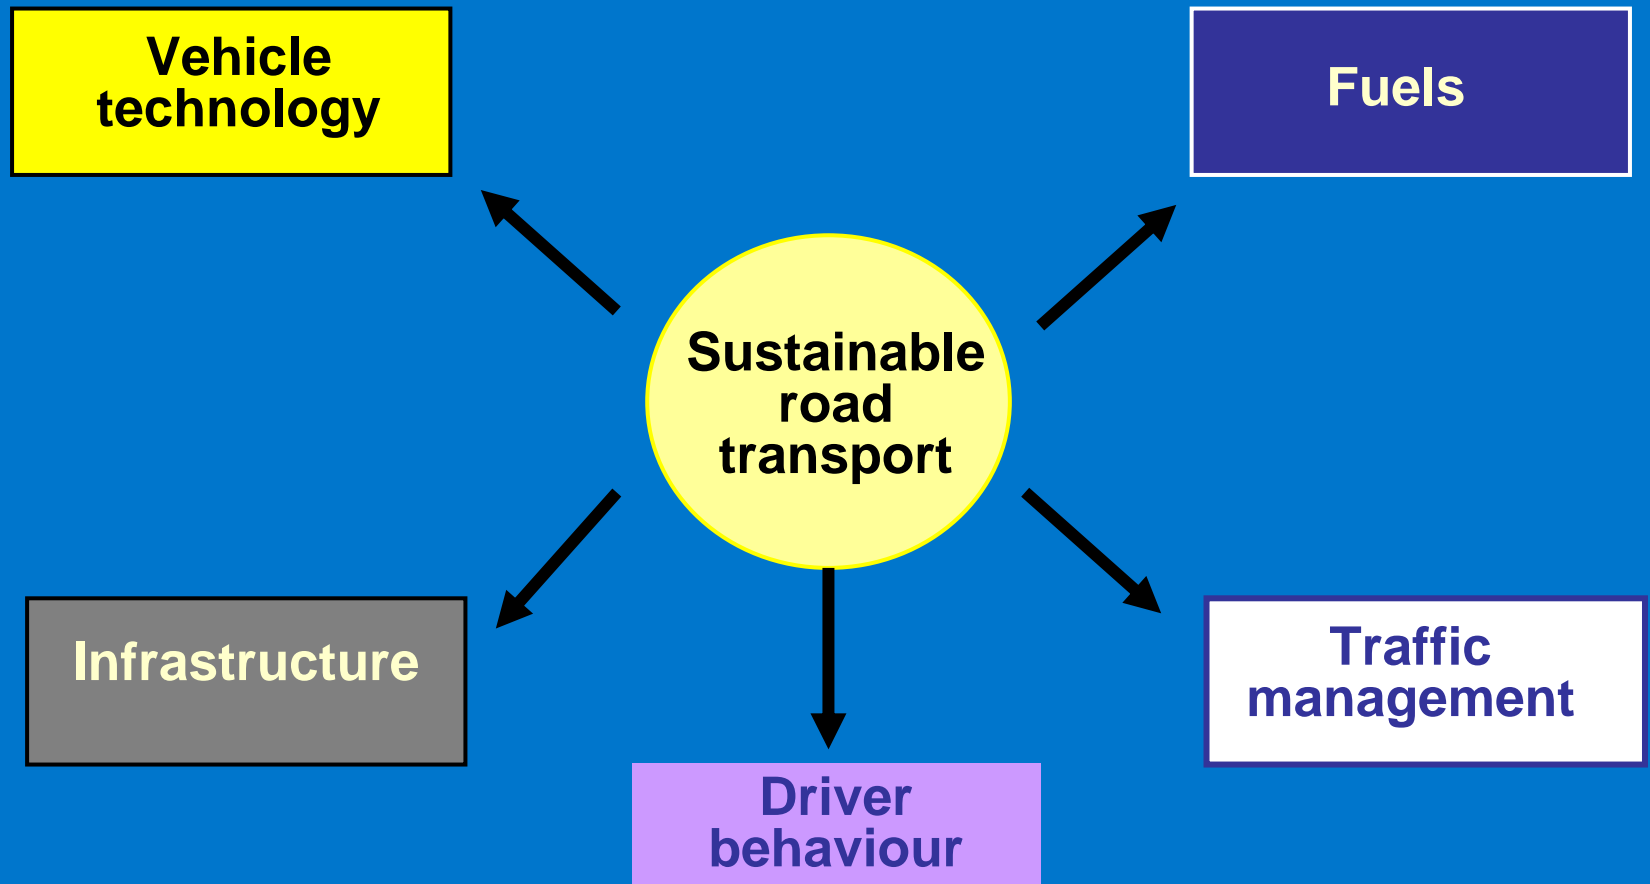 Vehicle
technology
Fuels
Sustainable
road
transport
Infrastructure
Traffic
management
Driver
behaviour